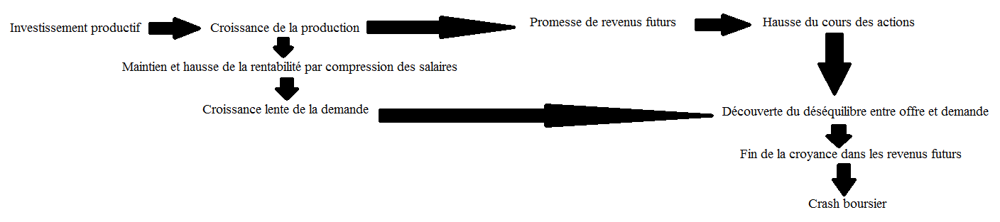 Investissement productif
Croissance de la production
Promesse de revenus futurs
Hausse du cours des actions
Maintien et hausse de la rentabilité par compression des salaires
Croissance lente de la demande
Découverte du déséquilibre entre offre et demande
Fin de la croyance dans les revenus futurs
Crash boursier